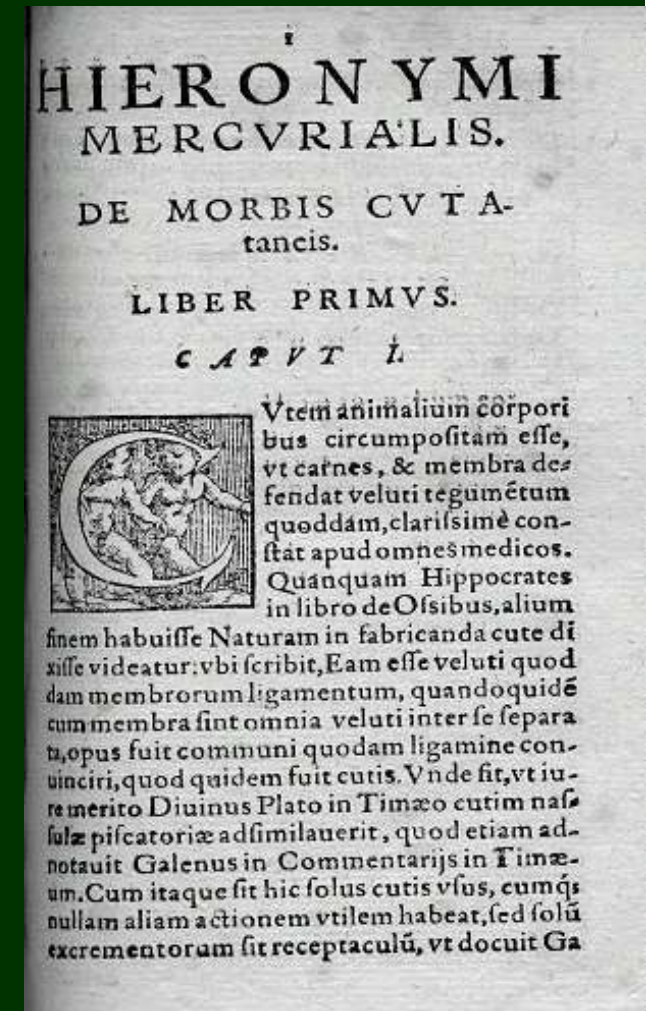 1
HIERONYMI
MERCVRIALIS.
DE MORBIS CVTA-
taneis.
LIBER PRIMVS.
CAPVT I.
CVtem animalium corpori
bus circumpositam esse,
vt carnes, & membra de-
fendat veluti tegumẽtum
quoddam, clarissimè con-
stat apud omnes medicos.
Quanquam Hippocrates
in libro de Ossibus, alium
finem habuisse Naturam in fabricanda cute di
xisse videatur: vbi scribit, Eam esse veluti quod
dam membrorum ligamentum, quandoquidẽ
cum membra sint omnia veluti inter se separa
ta, opus fuit communi quodam ligamine con-
uinciri, quod quidem fuit cutis. Vnde fit, vt iu-
re merito Diuinus Plato in Timæo cutim nas-
sulæ piscatoriæ adsimilauerit, quod etiam ad-
notauit Galenus in Commentarijs in Timæ-
um. Cum itaque sit hic solus cutis vsus, cumq́;
nullam aliam actionem vtilem habeat, sed solũ
excrementorum sit receptaculũ, vt docuit Ga